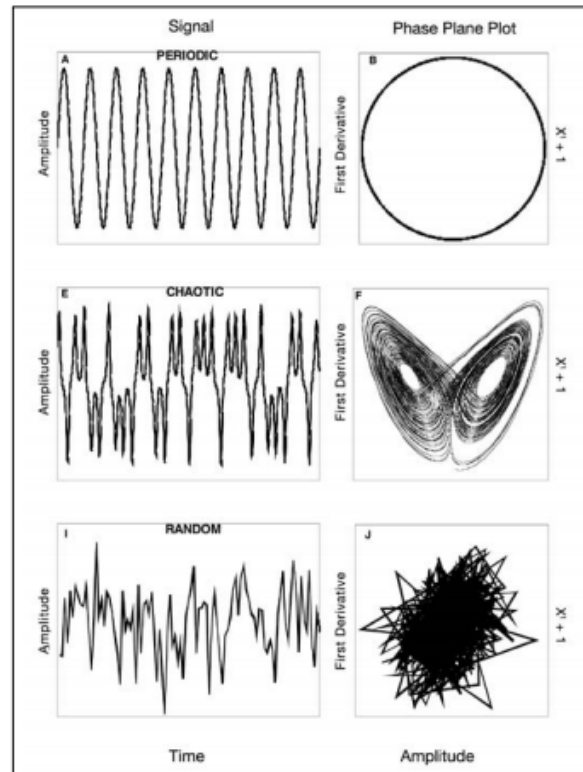 Signal Phase Plane Plot
A PERIODIC B
Amplitude
First Derivative
X' + 1
E CHAOTIC F
Amplitude
First Derivative
X' + 1
I RANDOM J
Amplitude
First Derivative
X' + 1
Time Amplitude